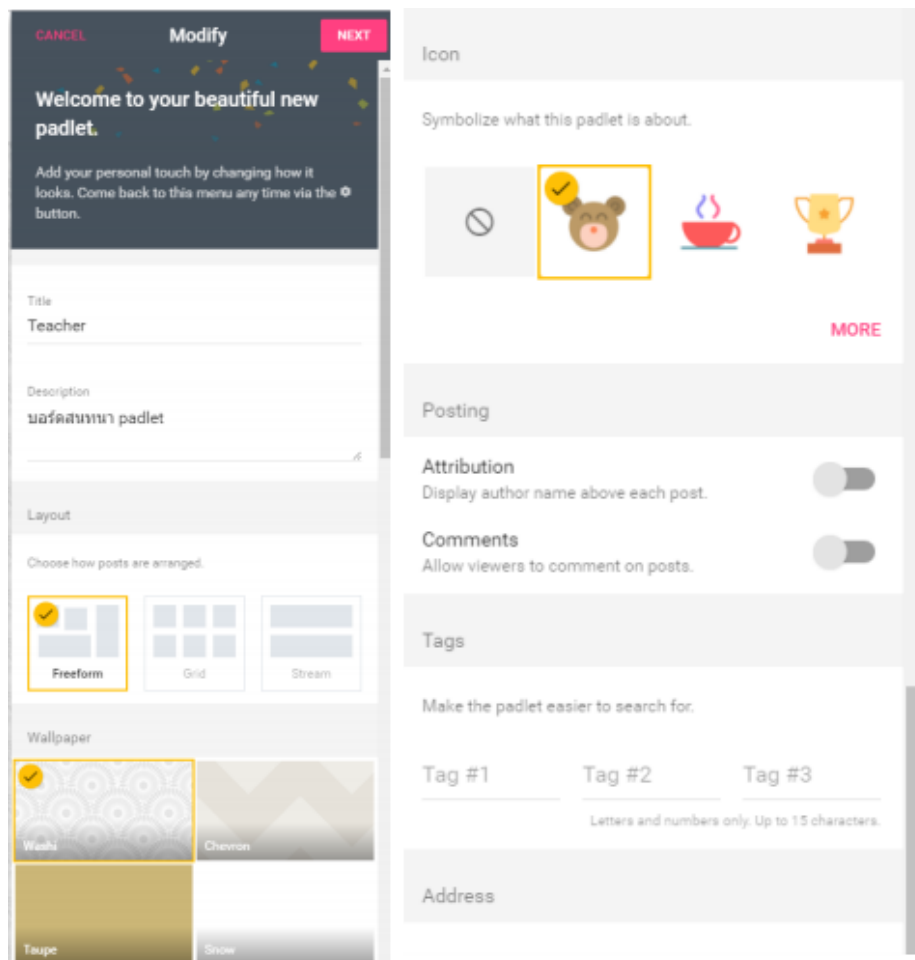 CANCEL
Modify
NEXT
Welcome to your beautiful new
padlet.
Add your personal touch by changing how it
looks. Come back to this menu any time via the
button.
Title
Teacher
Description
บอร์ดสนทนา padlet
Layout
Choose how posts are arranged.
Freeform
Grid
Stream
Wallpaper
Washi
Chevron
Taupe
Snow
Icon
Symbolize what this padlet is about.
MORE
Posting
Attribution
Display author name above each post.
Comments
Allow viewers to comment on posts.
Tags
Make the padlet easier to search for.
Tag #1
Tag #2
Tag #3
Letters and numbers only. Up to 15 characters.
Address